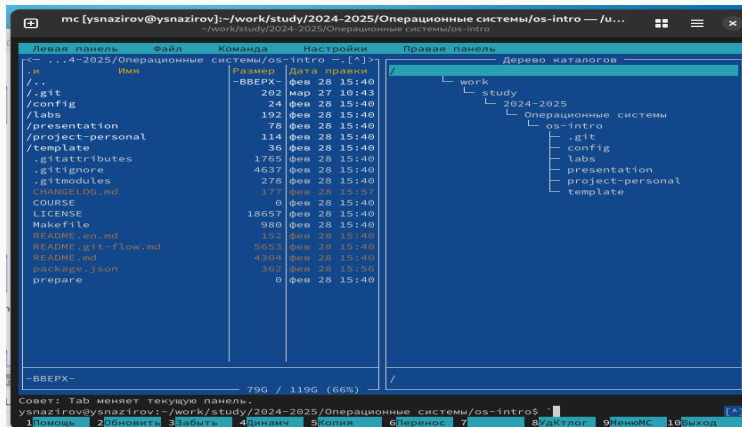 mc [ysnazirov@ysnazirov]:~/work/study/2024-2025/Операционные системы/os-intro — /u...
~/work/study/2024-2025/Операционные системы/os-intro
Левая панель Файл Команда Настройки Правая панель
<— ...4-2025/Операционные системы/os-intro —.[^]>
.и Имя Размер Дата правки
/.. -ВВЕРХ- фев 28 15:40
/.git 202 мар 27 10:43
/config 24 фев 28 15:40
/labs 192 фев 28 15:40
/presentation 78 фев 28 15:40
/project-personal 114 фев 28 15:40
/template 36 фев 28 15:40
.gitattributes 1765 фев 28 15:40
.gitignore 4637 фев 28 15:40
.gitmodules 278 фев 28 15:40
CHANGELOG.md 177 фев 28 15:57
COURSE 0 фев 28 15:40
LICENSE 18657 фев 28 15:40
Makefile 980 фев 28 15:40
README.en.md 152 фев 28 15:40
README.git-flow.md 5653 фев 28 15:40
README.md 4304 фев 28 15:40
package.json 362 фев 28 15:56
prepare 0 фев 28 15:40
-ВВЕРХ-
79G / 119G (66%)
Дерево каталогов
/
work
study
2024-2025
Операционные системы
os-intro
.git
config
labs
presentation
project-personal
template
/
Совет: Tab меняет текущую панель.
ysnazirov@ysnazirov:~/work/study/2024-2025/Операционные системы/os-intro$ ` [^]
1Помощь 2Обновить 3Забыть 4Динамч 5Копия 6Перенос 7 8УдКтлог 9МенюМС 10Выход